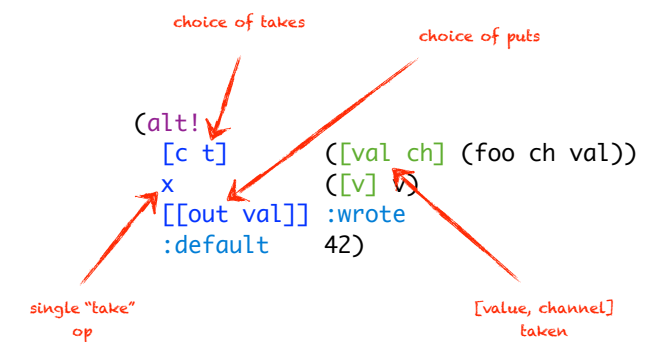 choice of takes
choice of puts
(alt!
[c t] ([val ch] (foo ch val))
x ([v] v)
[[out val]] :wrote
:default 42)
single “take”
op
[value, channel]
taken